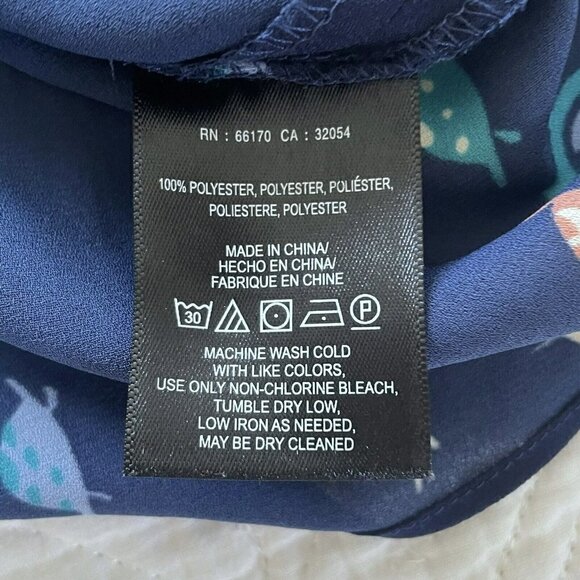 RN : 66170 CA : 32054
100% POLYESTER, POLYESTER, POLIÉSTER,
POLIESTERE, POLYESTER
MADE IN CHINA/
HECHO EN CHINA/
FABRIQUE EN CHINE
30 P
MACHINE WASH COLD
WITH LIKE COLORS,
USE ONLY NON-CHLORINE BLEACH,
TUMBLE DRY LOW,
LOW IRON AS NEEDED,
MAY BE DRY CLEANED